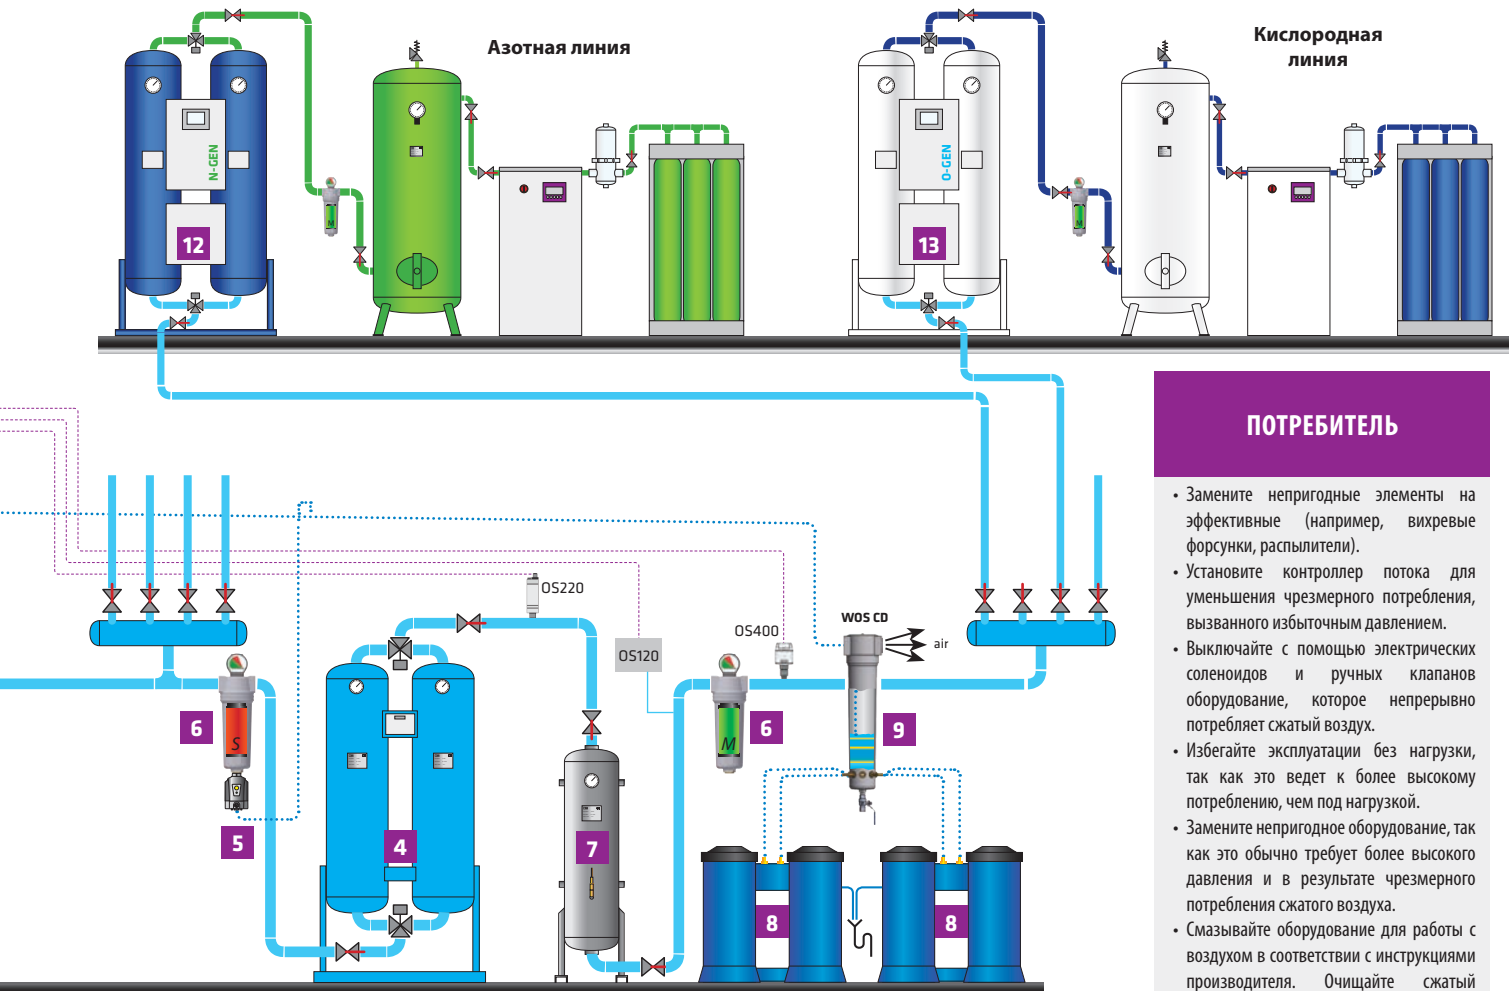 Азотная линия
Кислородная
линия
N-GEN
O-GEN
M
M
12
13
ПОТРЕБИТЕЛЬ
• Замените непригодные элементы на
эффективные (например, вихревые
форсунки, распылители).
• Установите контроллер потока для
уменьшения чрезмерного потребления,
вызванного избыточным давлением.
• Выключайте с помощью электрических
соленоидов и ручных клапанов
оборудование, которое непрерывно
потребляет сжатый воздух.
• Избегайте эксплуатации без нагрузки,
так как это ведет к более высокому
потреблению, чем под нагрузкой.
• Замените непригодное оборудование, так
как это обычно требует более высокого
давления и в результате чрезмерного
потребления сжатого воздуха.
• Смазывайте оборудование для работы с
воздухом в соответствии с инструкциями
производителя. Очищайте сжатый
OS220
OS120
OS400
WOS CD
air
6
S
5
4
7
6
M
9
8
8